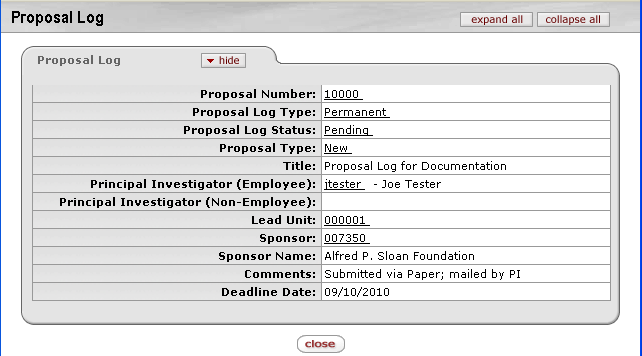 Proposal Log
expand all collapse all
Proposal Log
hide
Proposal Number: 10000
Proposal Log Type: Permanent
Proposal Log Status: Pending
Proposal Type: New
Title: Proposal Log for Documentation
Principal Investigator (Employee): jtester - Joe Tester
Principal Investigator (Non-Employee):
Lead Unit: 000001
Sponsor: 007350
Sponsor Name: Alfred P. Sloan Foundation
Comments: Submitted via Paper; mailed by PI
Deadline Date: 09/10/2010
close